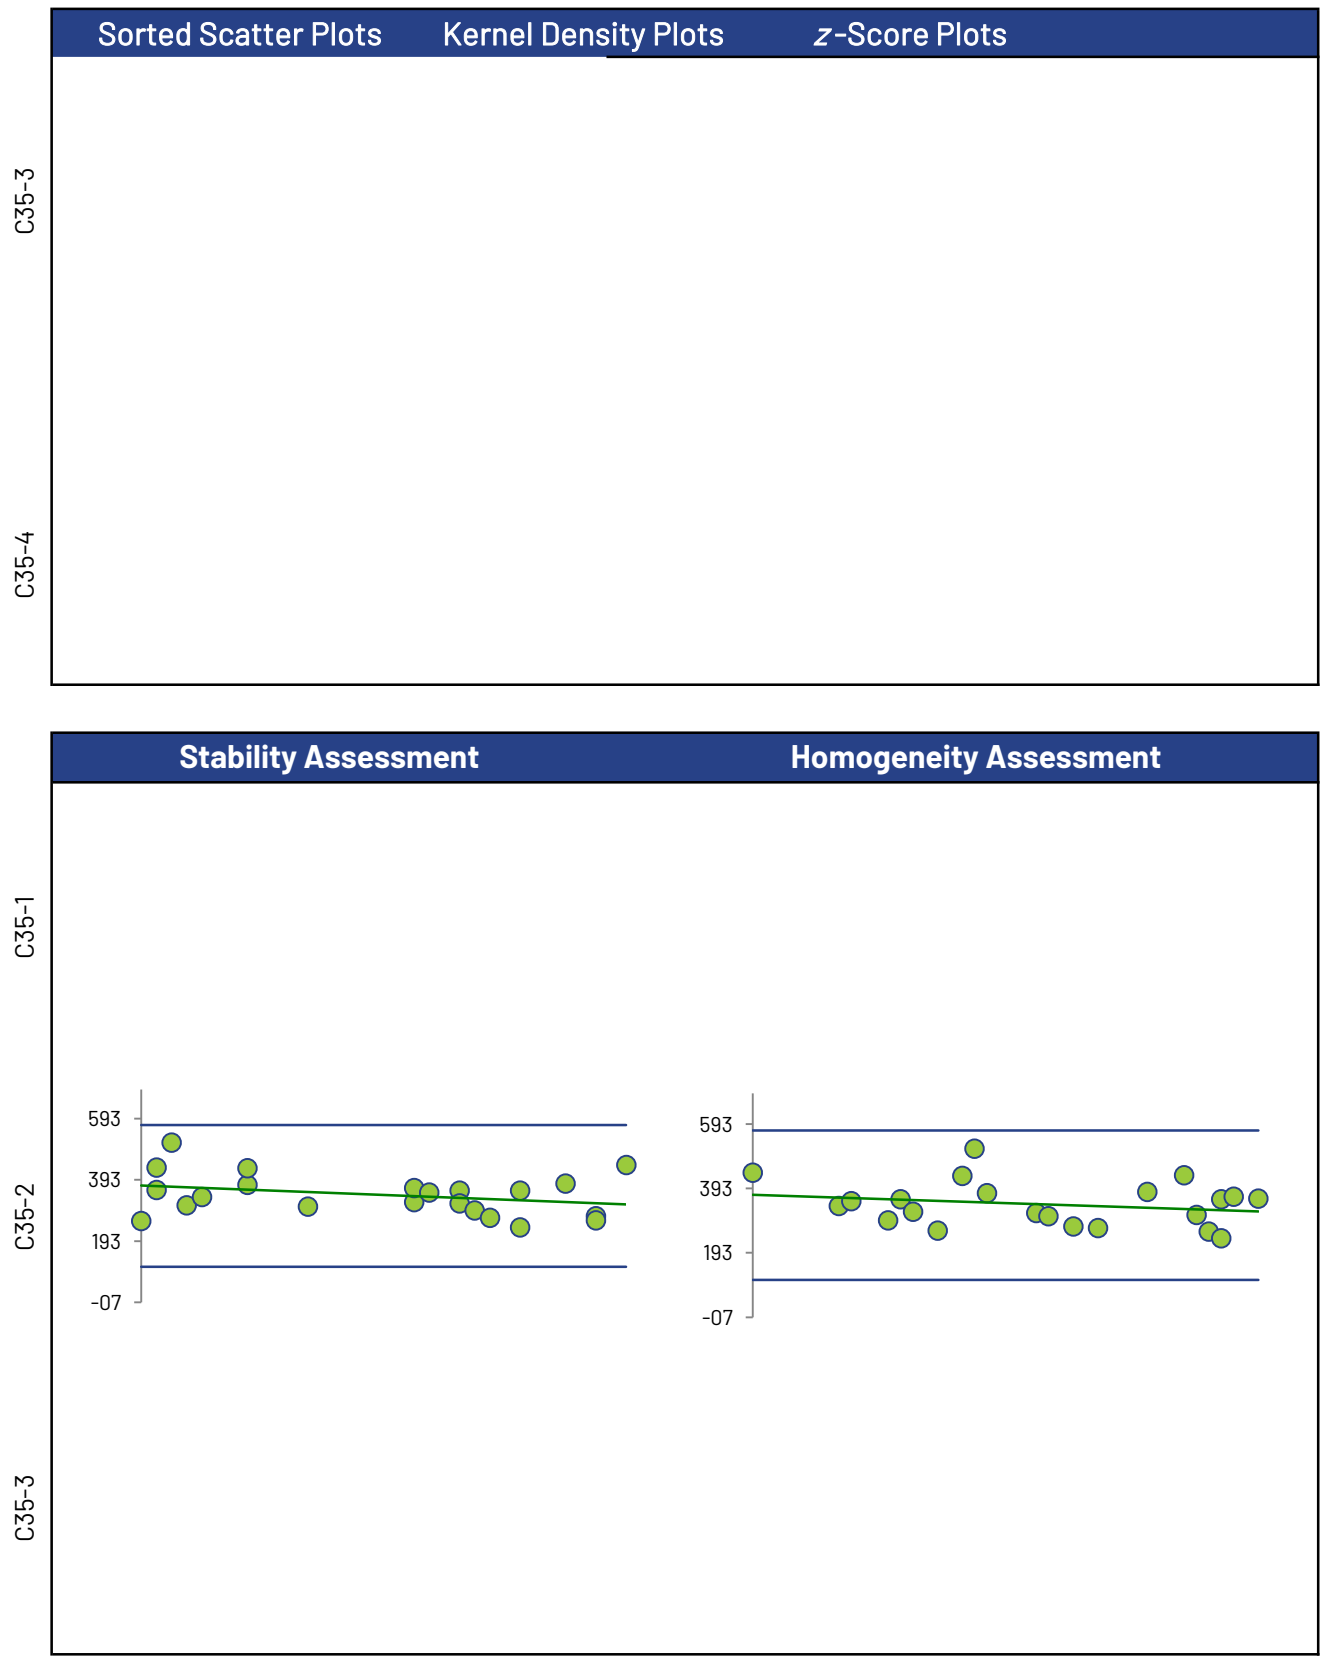 Sorted Scatter Plots Kernel Density Plots z-Score Plots
C35-3
C35-4
Stability Assessment Homogeneity Assessment
C35-1
C35-2
593
393
193
-07
593
393
193
-07
C35-3